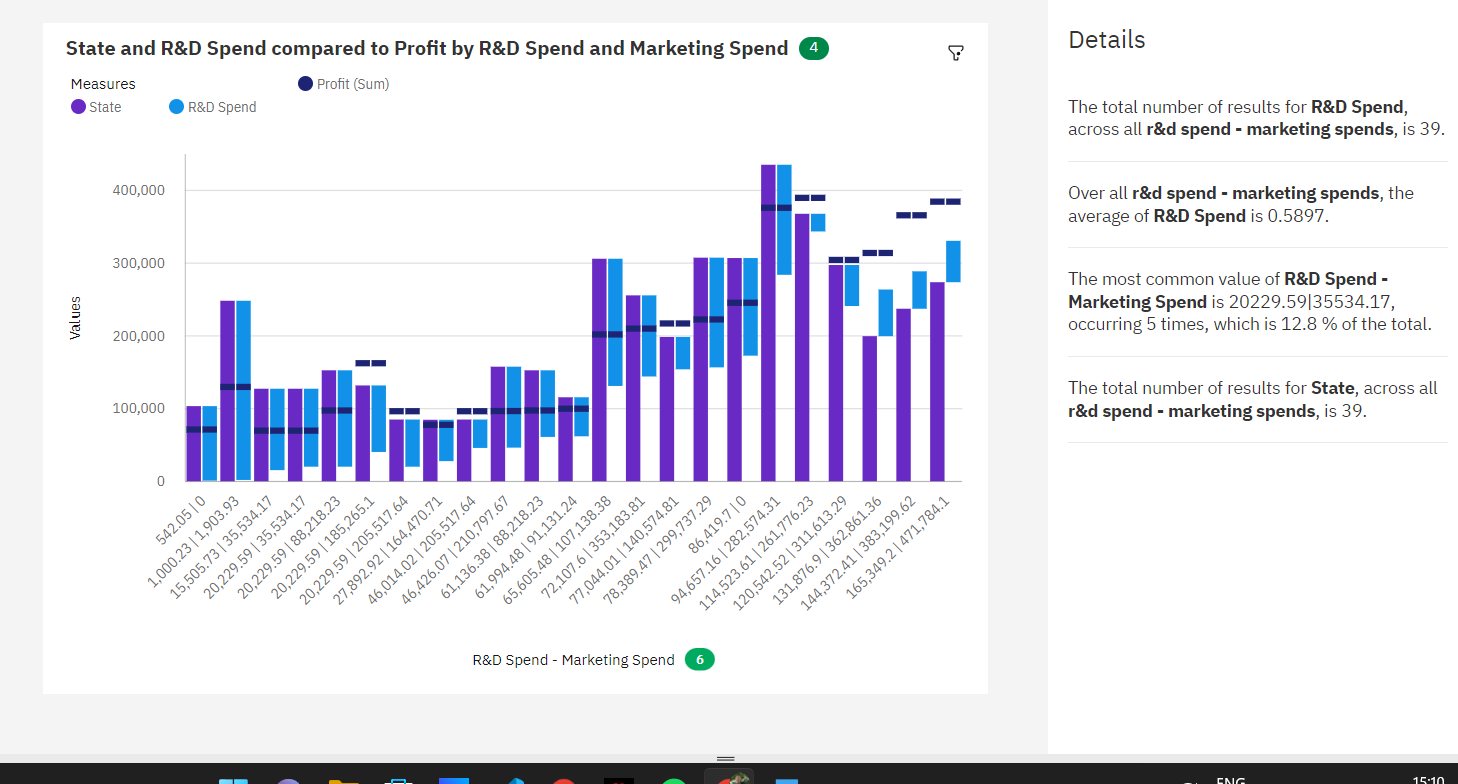 State and R&D Spend compared to Profit by R&D Spend and Marketing Spend 4
Measures
Profit (Sum)
State
R&D Spend
Values
400,000
300,000
200,000
100,000
0
542.05 | 0
1,000.23 | 1,903.93
15,505.73 | 35,534.17
20,229.59 | 35,534.17
20,229.59 | 88,218.23
20,229.59 | 185,265.1
20,229.59 | 205,517.64
27,892.92 | 164,470.71
46,014.02 | 205,517.64
46,426.07 | 210,797.67
61,136.38 | 88,218.23
61,994.48 | 91,131.24
65,605.48 | 107,138.38
72,107.6 | 353,183.81
77,044.01 | 140,574.81
78,389.47 | 299,737.29
86,419.7 | 0
94,657.16 | 282,574.31
114,523.61 | 261,776.23
120,542.52 | 311,613.29
131,876.9 | 362,861.36
144,372.41 | 383,199.62
165,349.2 | 471,784.1
R&D Spend - Marketing Spend 6
Details
The total number of results for R&D Spend,
across all r&d spend - marketing spends, is 39.
Over all r&d spend - marketing spends, the
average of R&D Spend is 0.5897.
The most common value of R&D Spend -
Marketing Spend is 20229.59|35534.17,
occurring 5 times, which is 12.8 % of the total.
The total number of results for State, across all
r&d spend - marketing spends, is 39.
ENG
15:10